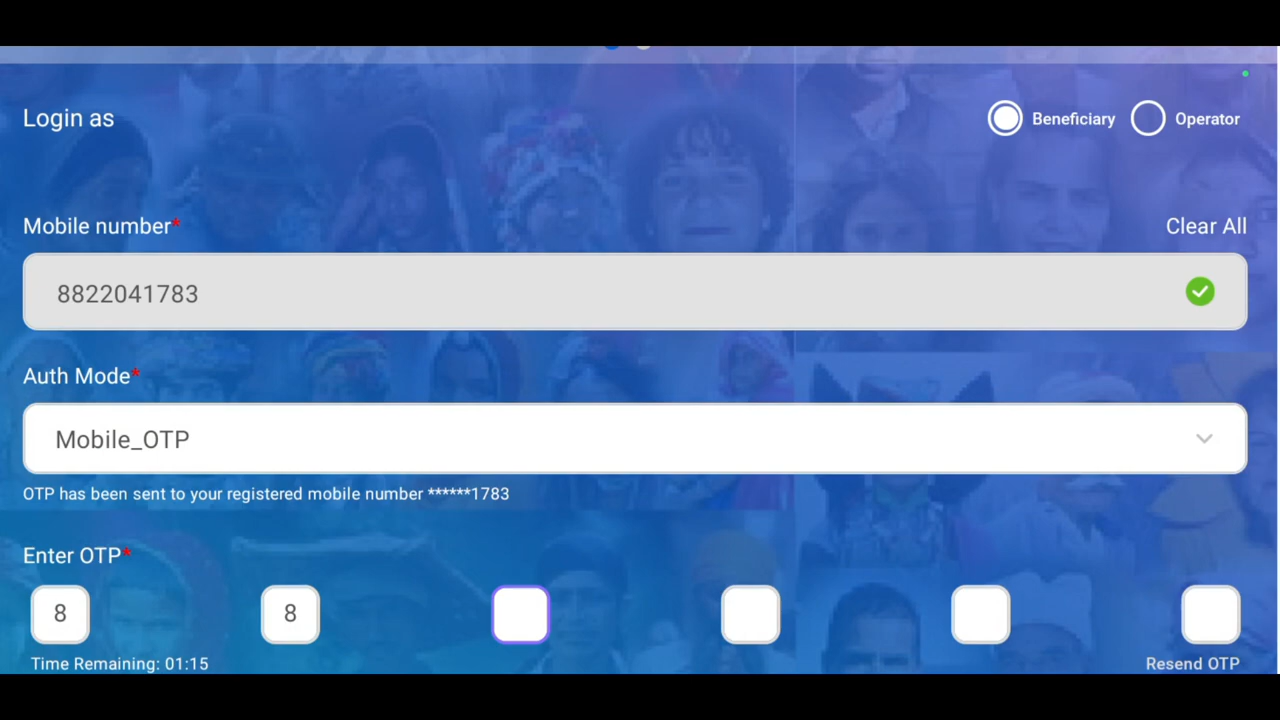 Login as
Beneficiary Operator
Mobile number*
Clear All
8822041783
Auth Mode*
Mobile_OTP
OTP has been sent to your registered mobile number ******1783
Enter OTP*
8 8
Time Remaining: 01:15
Resend OTP